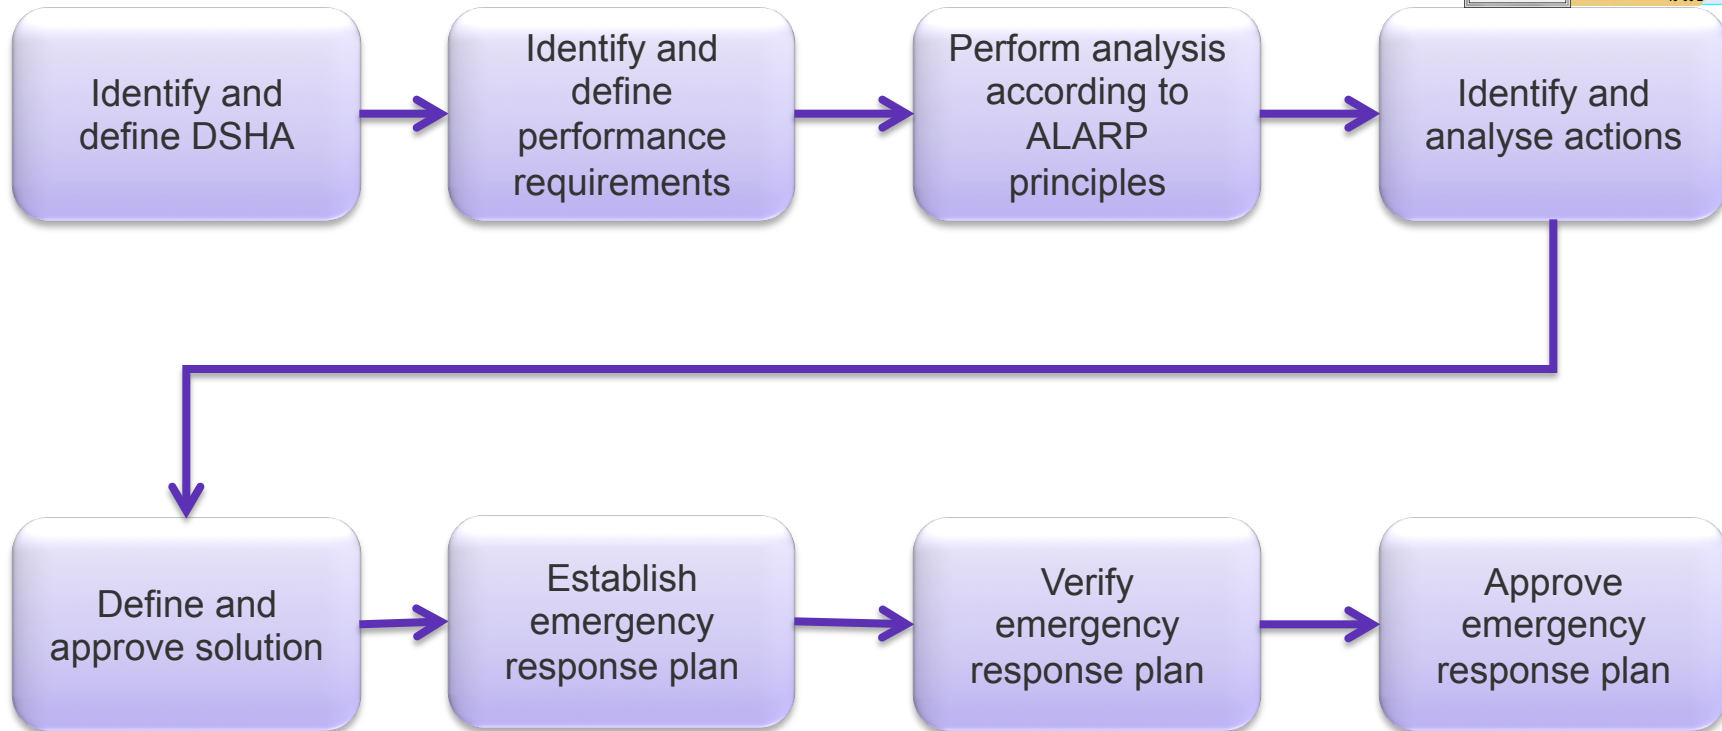 Identify and
define DSHA
Identify and
define
performance
requirements
Perform analysis
according to
ALARP
principles
Identify and
analyse actions
Define and
approve solution
Establish
emergency
response plan
Verify
emergency
response plan
Approve
emergency
response plan